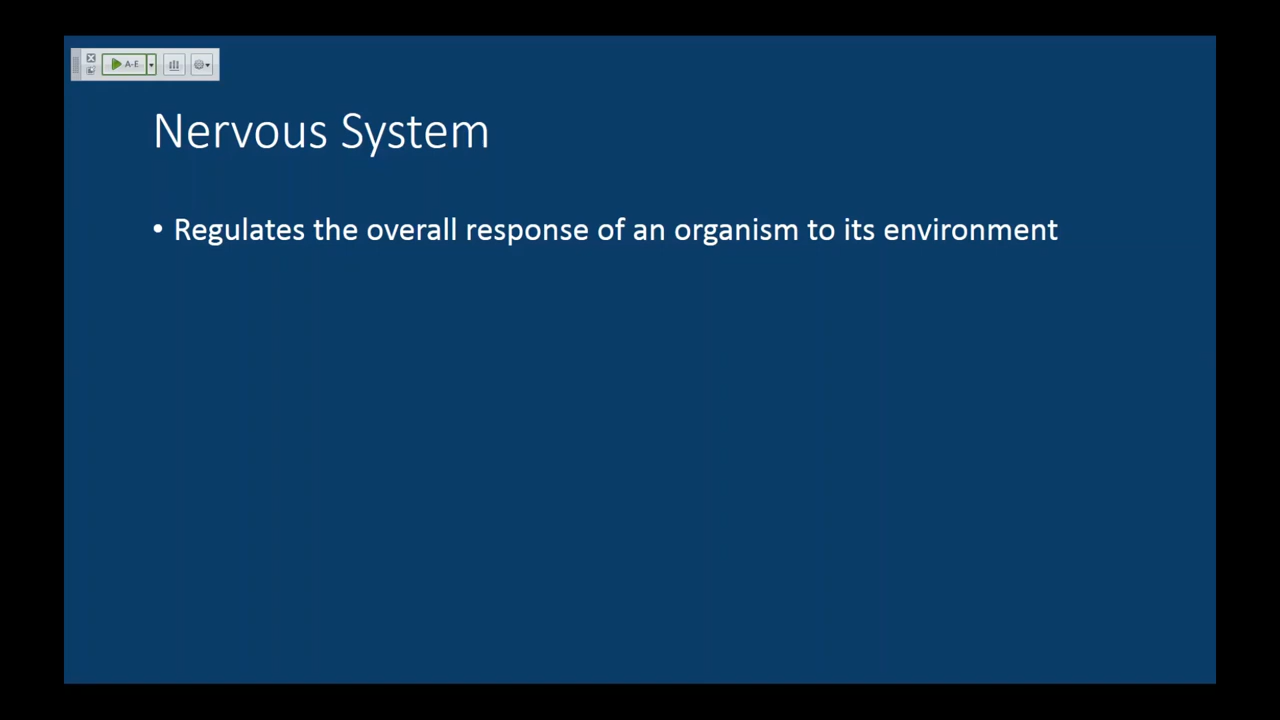 A-E
Nervous System
• Regulates the overall response of an organism to its environment